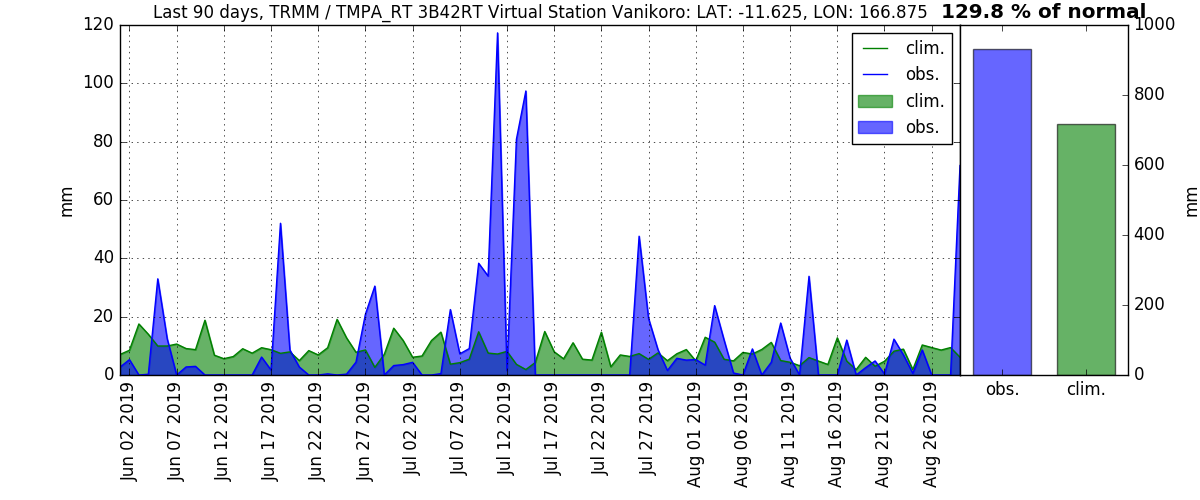 Last 90 days, TRMM / TMPA_RT 3B42RT Virtual Station Vanikoro: LAT: -11.625, LON: 166.875
129.8 % of normal
120
100
80
60
40
20
0
mm
clim.
obs.
clim.
obs.
Jun 02 2019
Jun 07 2019
Jun 12 2019
Jun 17 2019
Jun 22 2019
Jun 27 2019
Jul 02 2019
Jul 07 2019
Jul 12 2019
Jul 17 2019
Jul 22 2019
Jul 27 2019
Aug 01 2019
Aug 06 2019
Aug 11 2019
Aug 16 2019
Aug 21 2019
Aug 26 2019
1000
800
600
400
200
0
mm
obs.
clim.